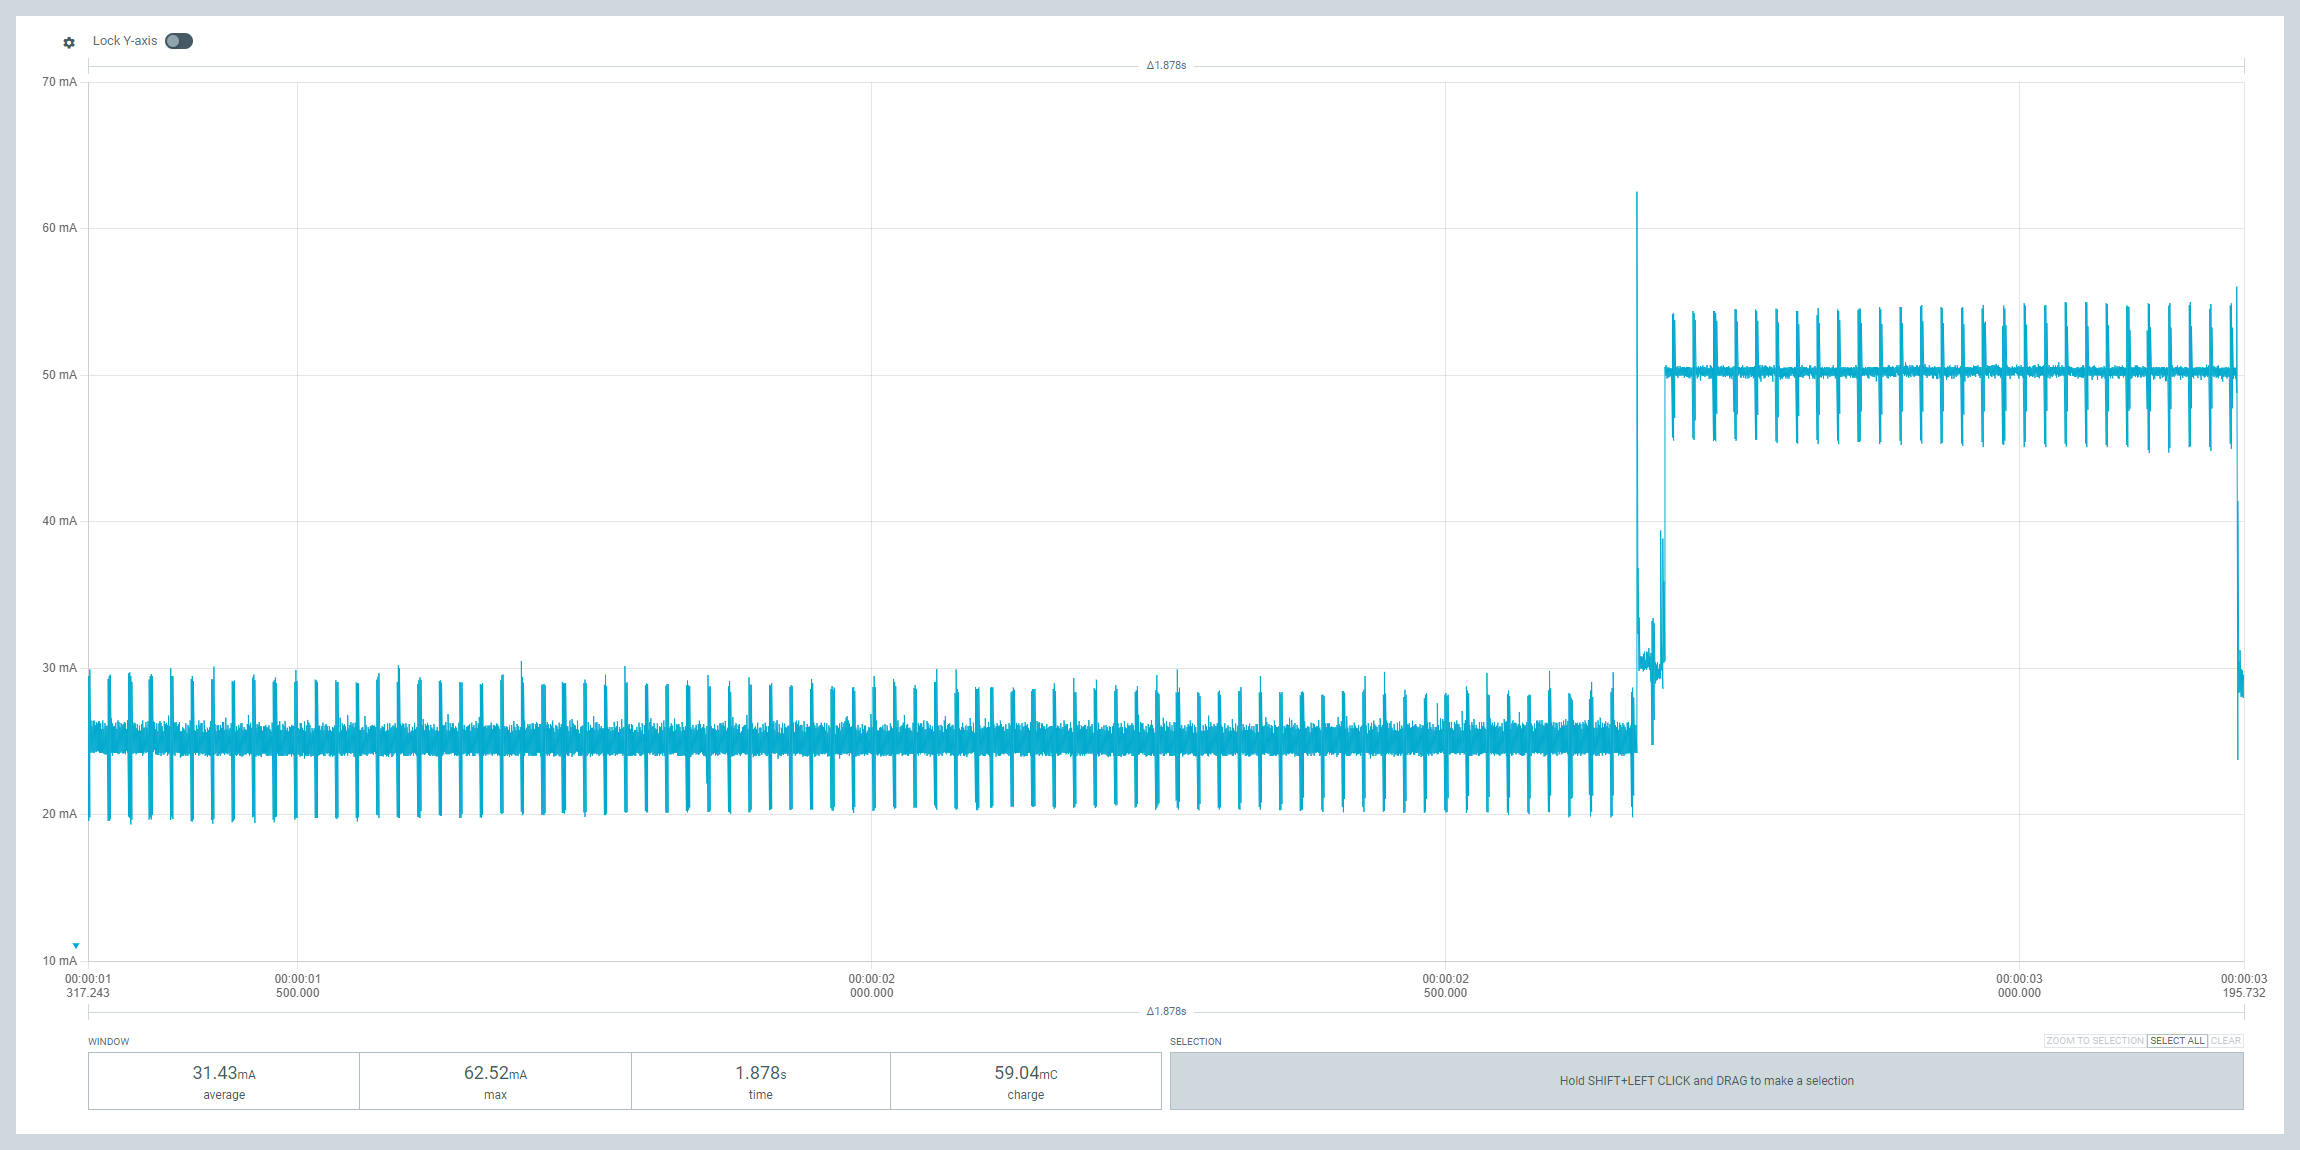 Lock Y-axis
Δ1.878s
70 mA
60 mA
50 mA
40 mA
30 mA
20 mA
10 mA
00:00:01 00:00:01 00:00:02 00:00:02 00:00:03 00:00:03
317.243 500.000 000.000 500.000 000.000 195.732
Δ1.878s
WINDOW SELECTION ZOOM TO SELECTION SELECT ALL CLEAR
31.43mA 62.52mA 1.878s 59.04mC
average max time charge
Hold SHIFT+LEFT CLICK and DRAG to make a selection